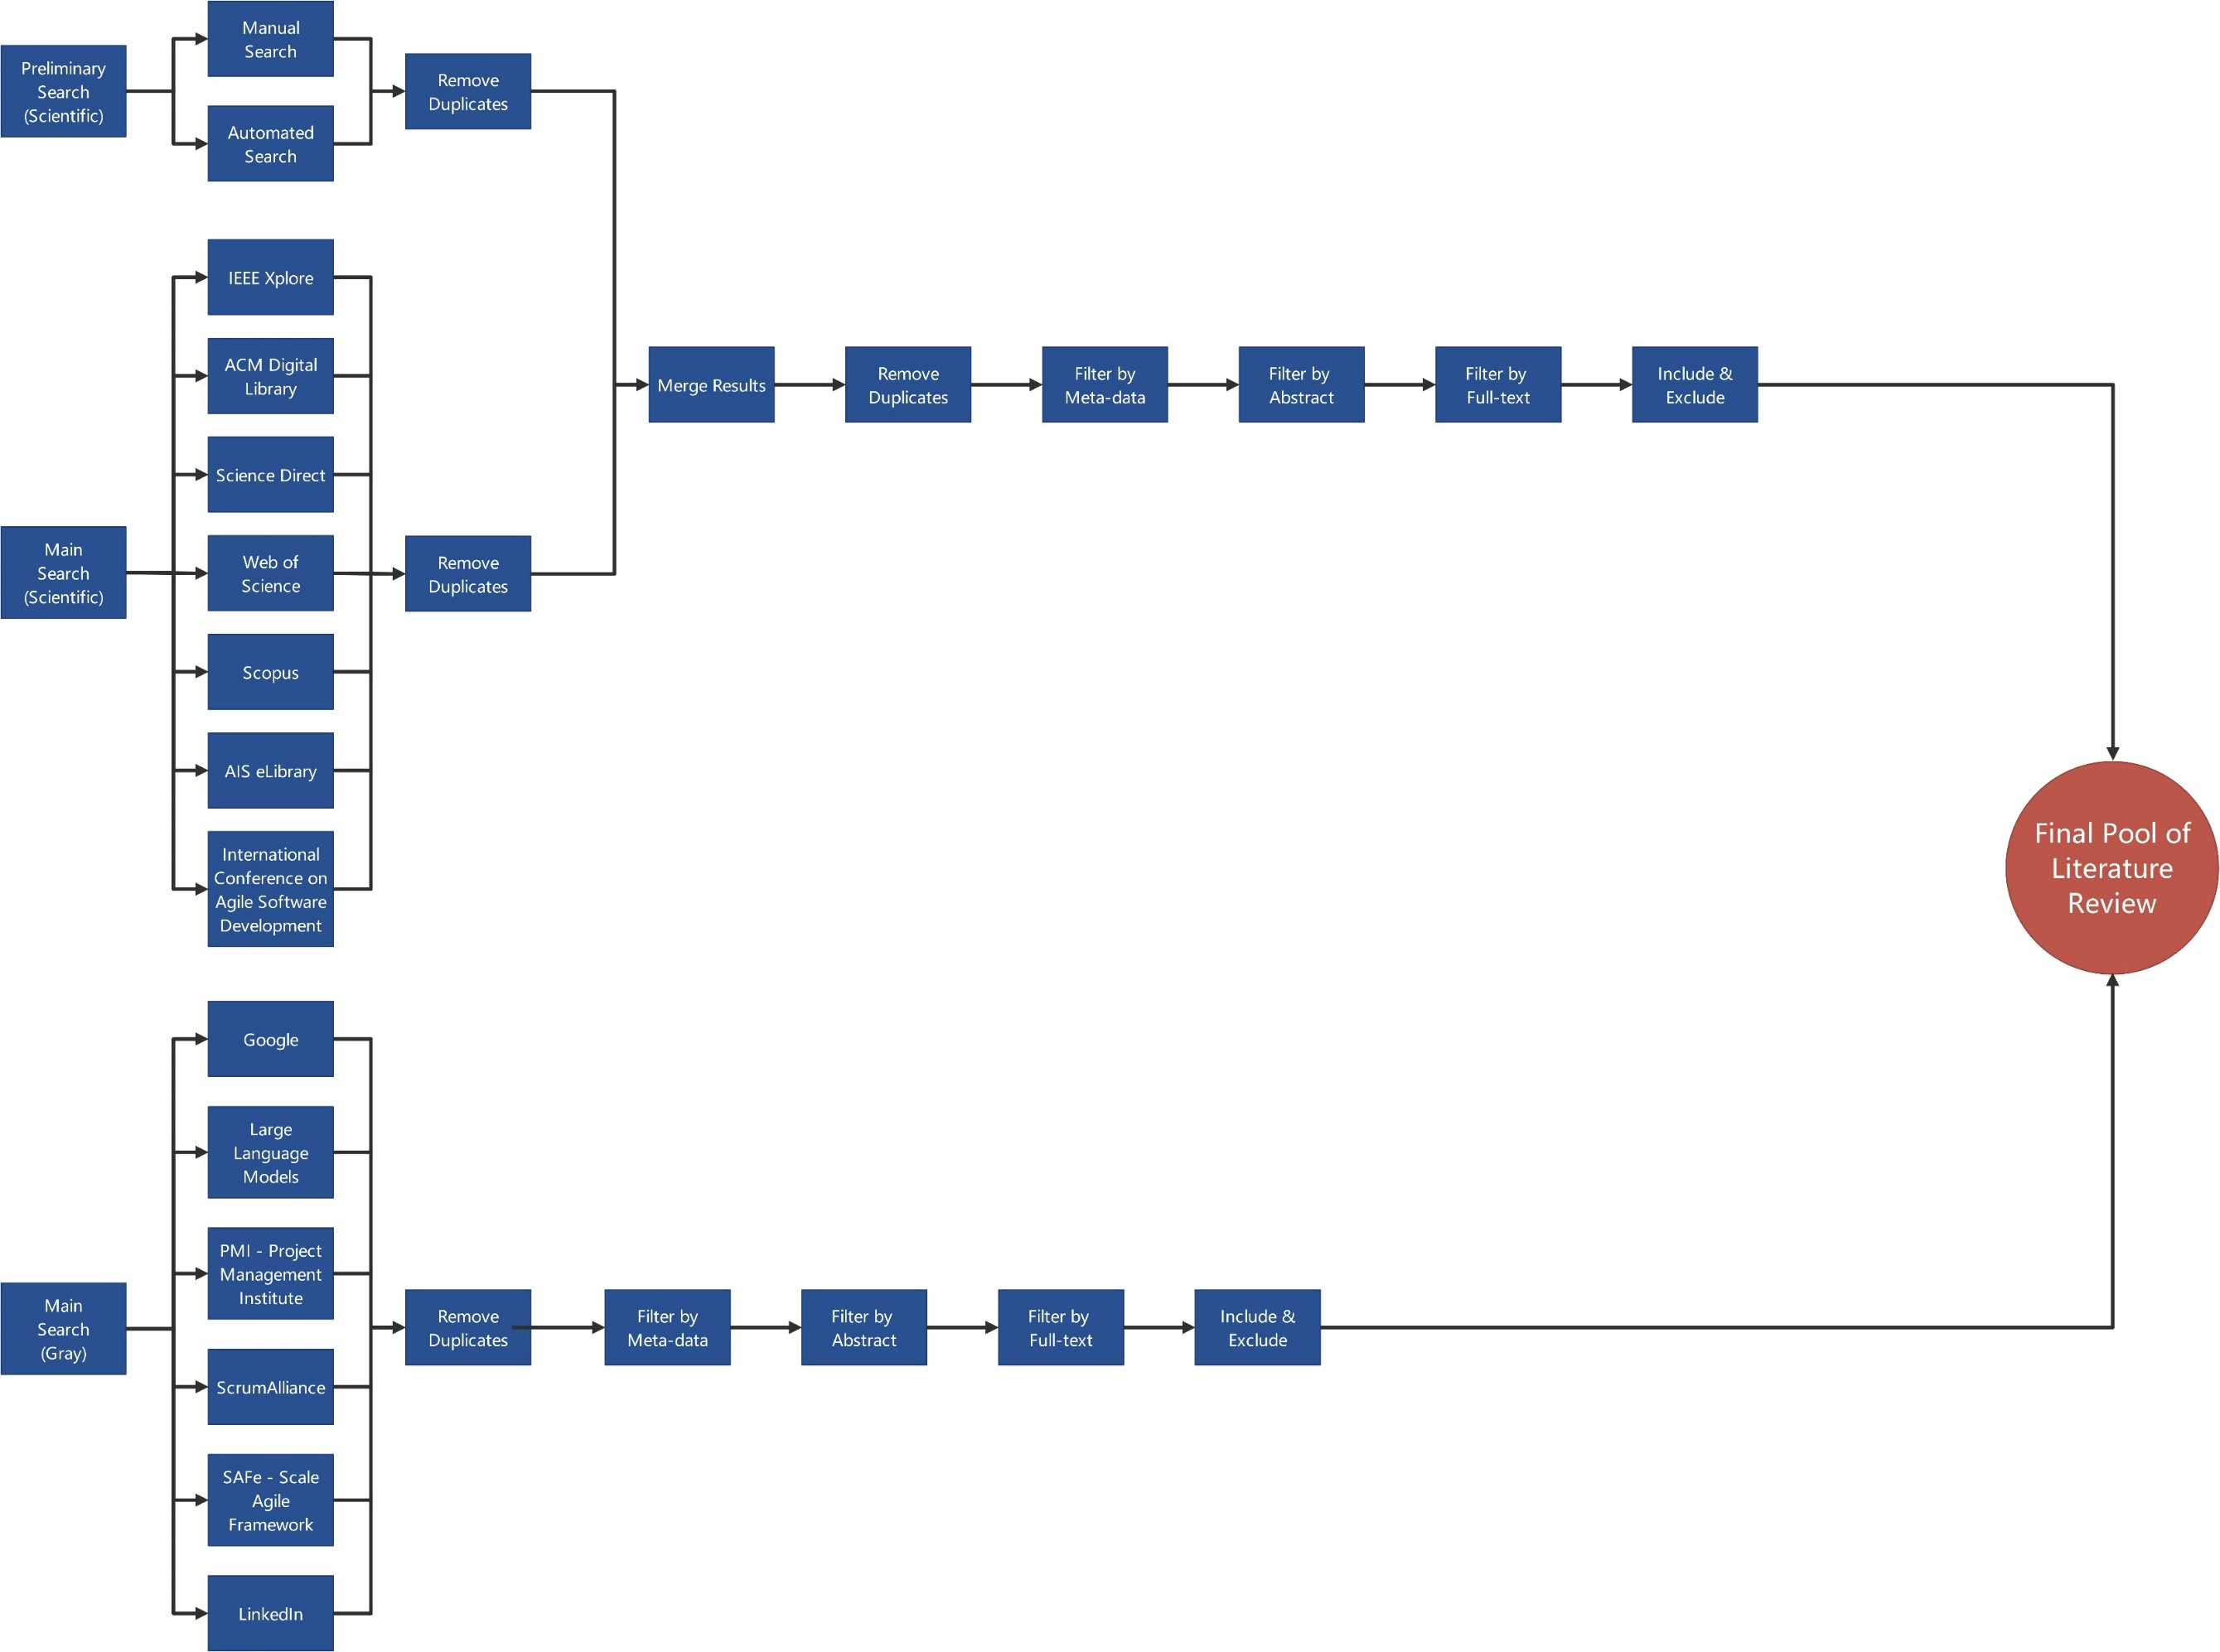 Preliminary
Search
(Scientific)
Manual
Search
Automated
Search
Remove
Duplicates
Main
Search
(Scientific)
IEEE Xplore
ACM Digital
Library
Science Direct
Web of
Science
Scopus
AIS eLibrary
International
Conference on
Agile Software
Development
Remove
Duplicates
Merge Results
Remove
Duplicates
Filter by
Meta-data
Filter by
Abstract
Filter by
Full-text
Include &
Exclude
Main
Search
(Gray)
Google
Large
Language
Models
PMI - Project
Management
Institute
ScrumAlliance
SAFe - Scale
Agile
Framework
LinkedIn
Remove
Duplicates
Filter by
Meta-data
Filter by
Abstract
Filter by
Full-text
Include &
Exclude
Final Pool of
Literature
Review